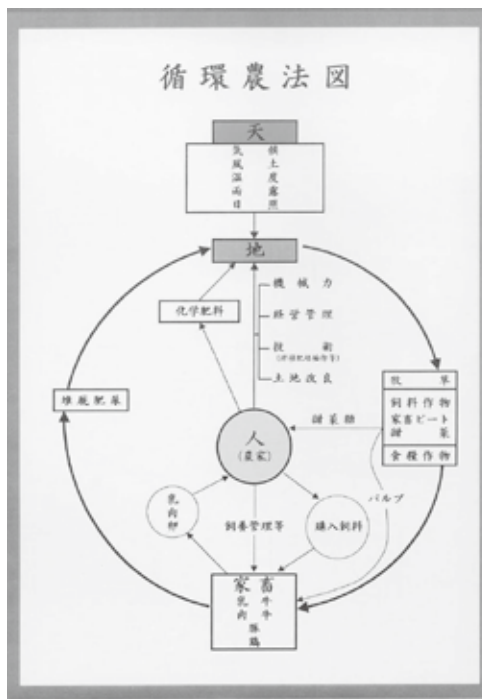 循環農法図
天
気候
風土
温度
雨露
日照
地
機械力
化学肥料
経営管理
技術
土地改良
牧草
堆厩肥尿
飼料作物
家畜ビート
甜菜
人
(農家)
甜菜糖
食糧作物
パルプ
乳
肉
卵
飼養管理等
購入飼料
家畜
乳牛
肉牛
豚
鶏